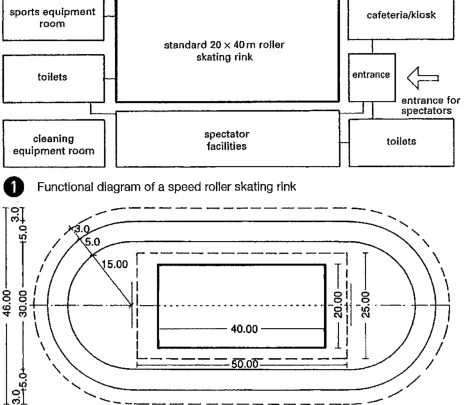 sports equipment
room
cafeteria/kiosk
standard 20 x 40 m roller
skating rink
toilets
entrance
entrance for
spectators
cleaning
equipment room
spectator
facilities
toilets
1 Functional diagram of a speed roller skating rink
3.0
5.0
46.00
30.00
3.0
5.0
15.00
20.00
25.00
40.00
50.00
5.0
3.0